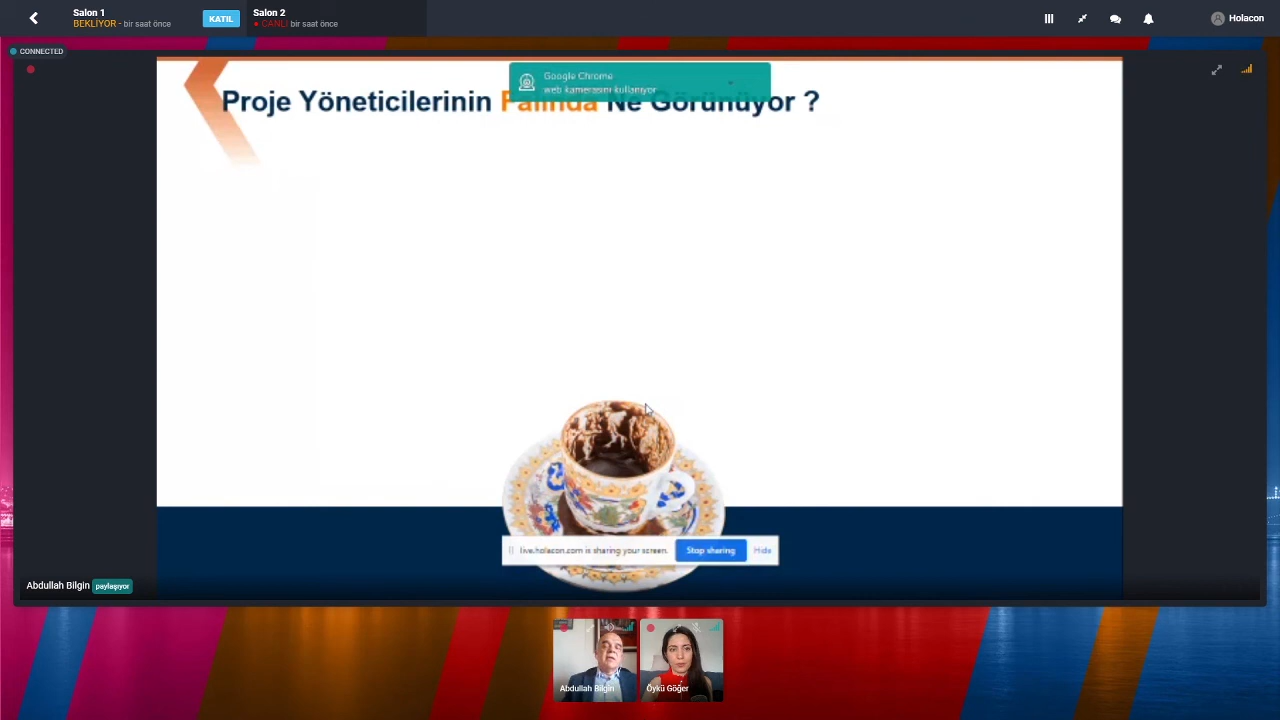 Salon 1
BEKLİYOR - bir saat önce
KATIL
Salon 2
● CANLI bir saat önce
Holacon
CONNECTED
Google Chrome
web kamerasını kullanıyor
Proje Yöneticilerinin Falında Ne Görünüyor ?
live.holacon.com is sharing your screen.
Stop sharing
Hide
Abdullah Bilgin paylaşıyor
Abdullah Bilgin
Öykü Göğer